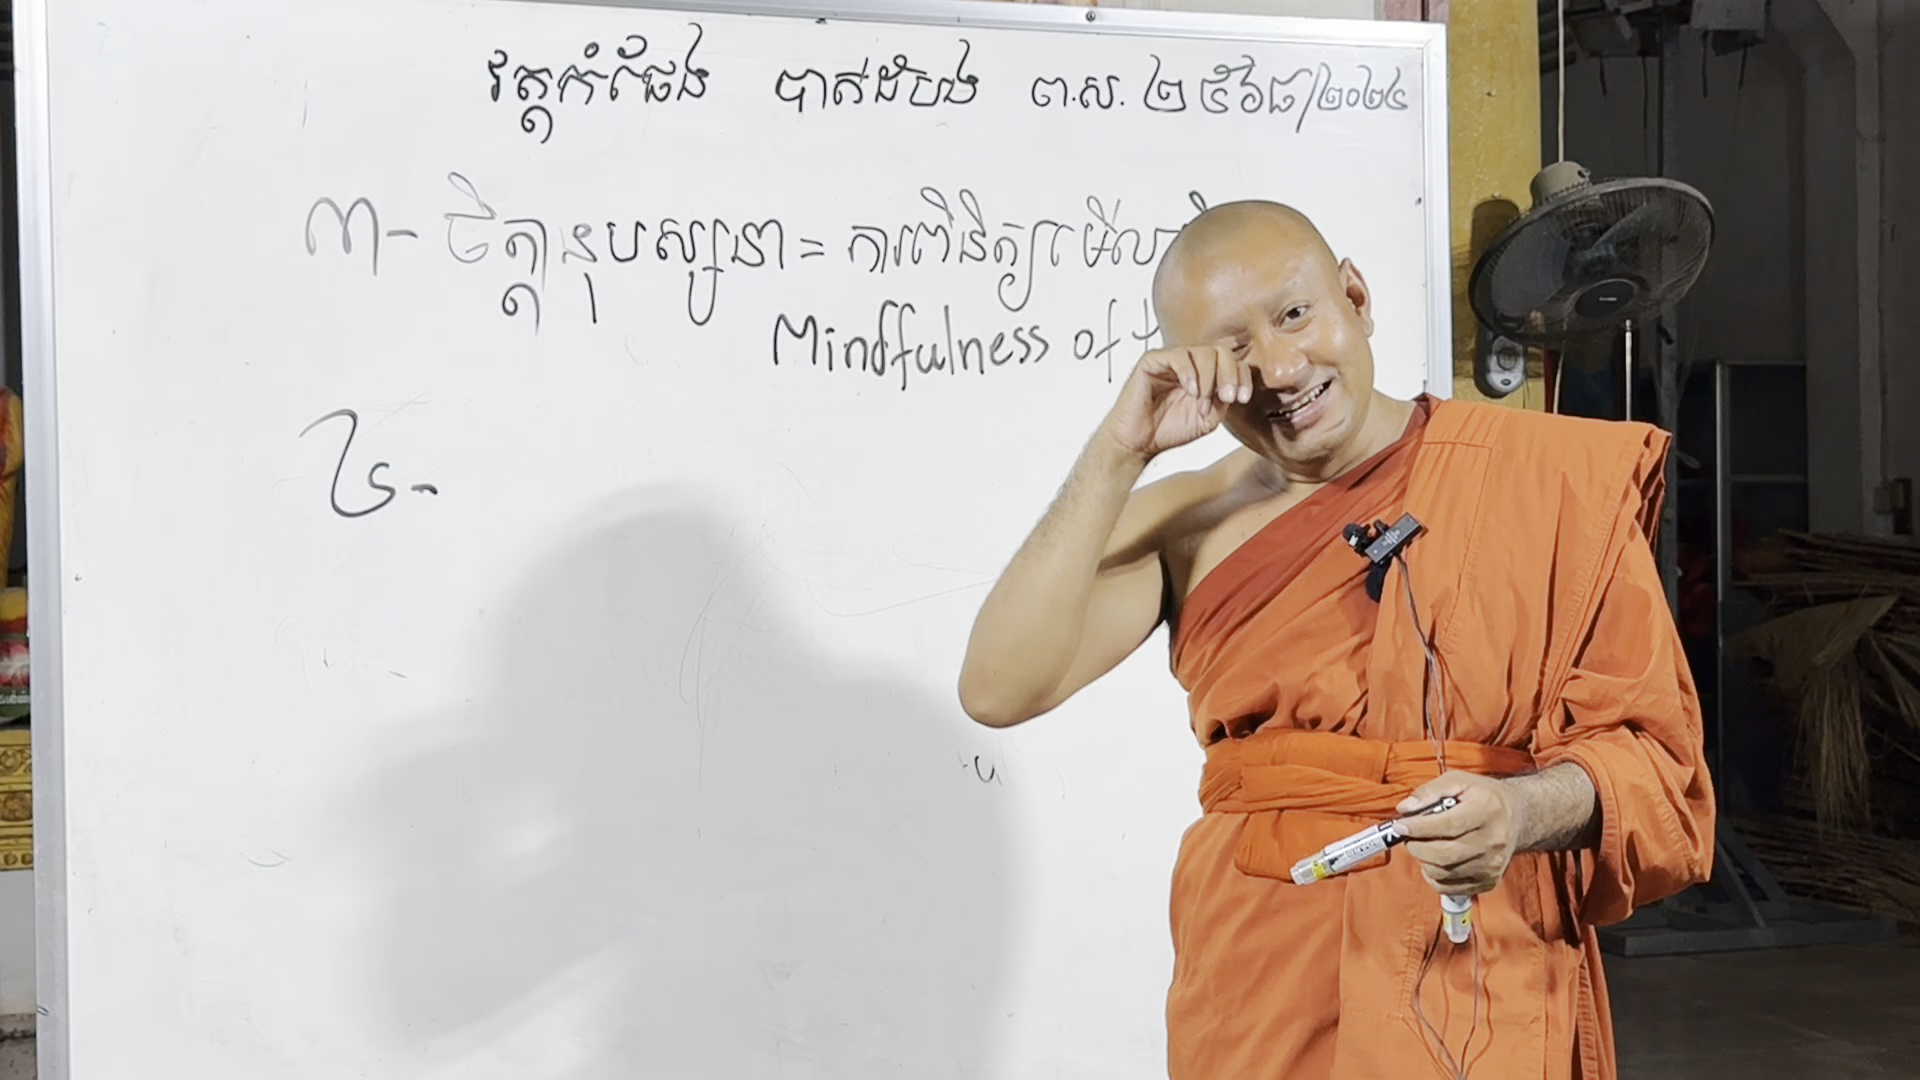 វត្តកំផែង បាត់ដំបង ព.ស. ២៥៦៨/២០២៤
៣- ចិត្តានុបស្សនា = ការពិនិត្យមើល
Mindfulness of
៤-